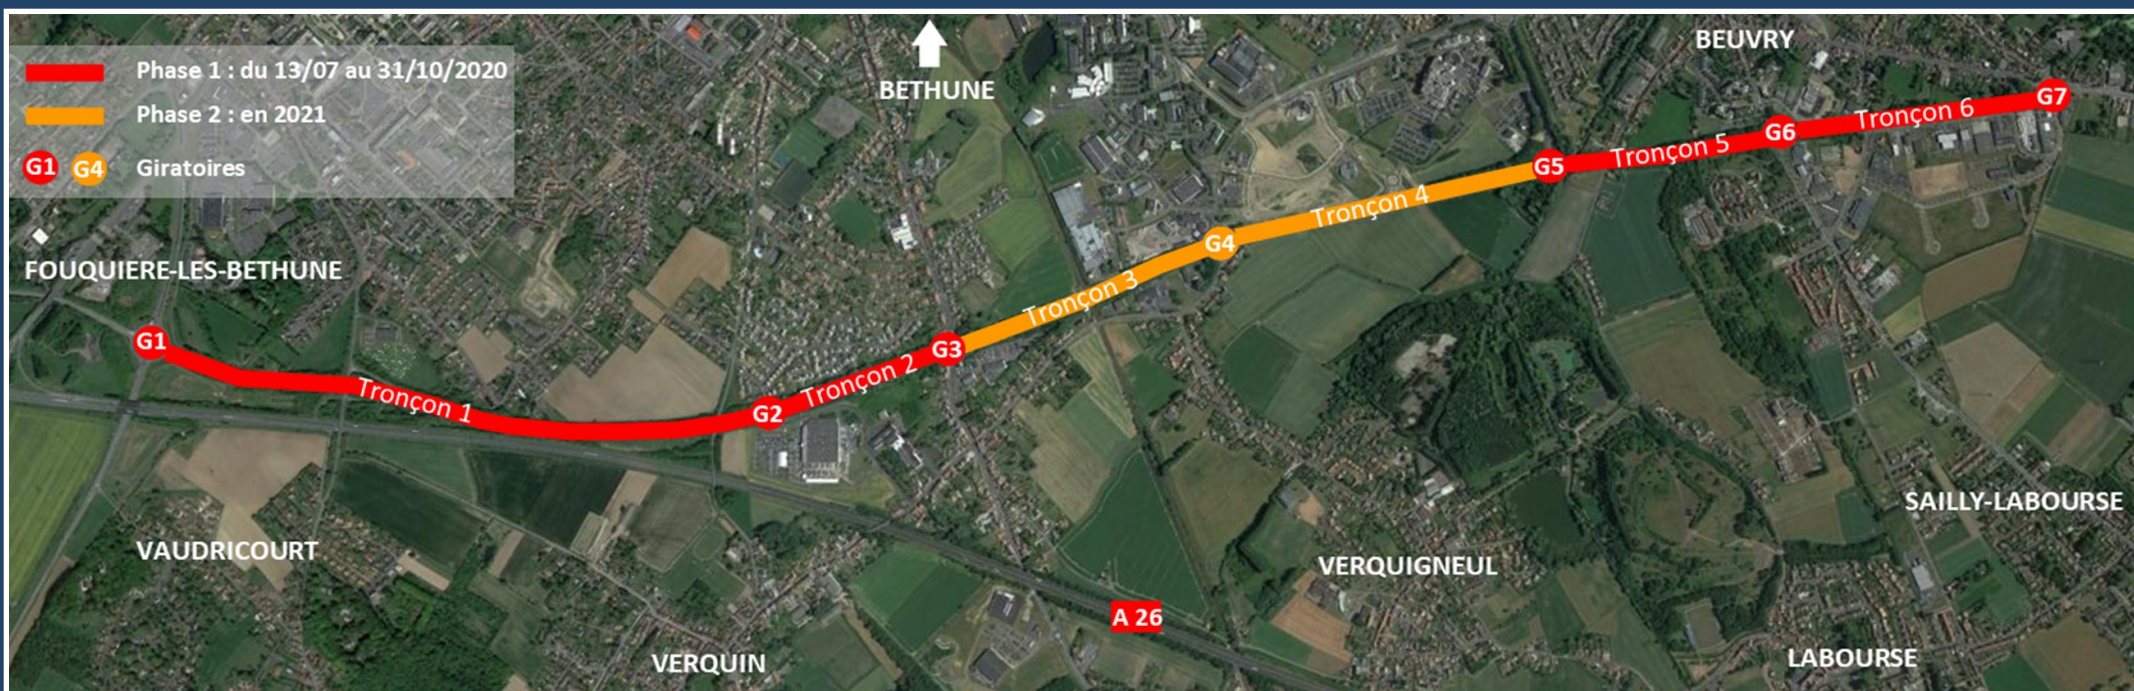 Phase 1 : du 13/07 au 31/10/2020
Phase 2 : en 2021
G1 G4 Giratoires
BETHUNE
BEUVRY
G7
Tronçon 6
G6
Tronçon 5
G5
Tronçon 4
G4
Tronçon 3
FOUQUIERE-LES-BETHUNE
G1
G3
Tronçon 2
Tronçon 1
G2
SAILLY-LABOURSE
VAUDRICOURT
VERQUIGNEUL
A 26
VERQUIN
LABOURSE